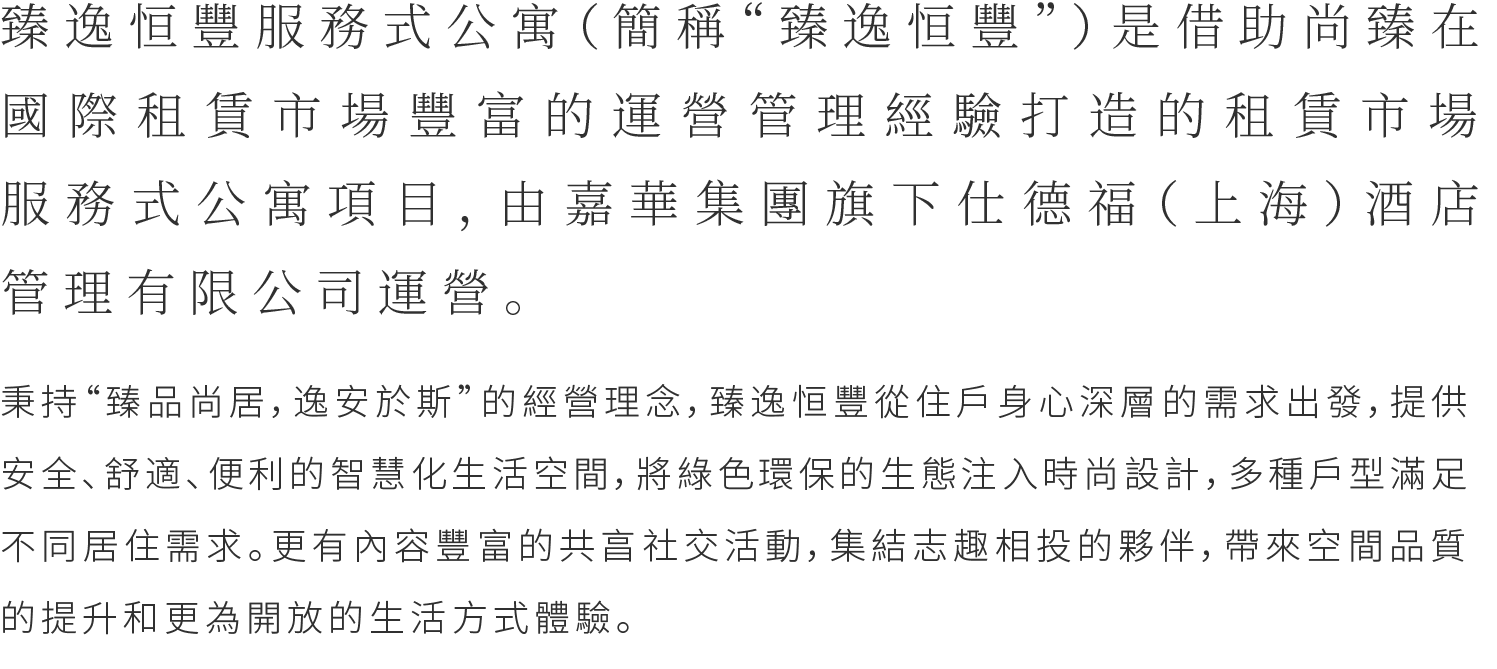 臻逸恒豐服務式公寓(簡稱“臻逸恒豐”)是借助尚臻在
國際租賃市場豐富的運營管理經驗打造的租賃市場
服務式公寓項目,由嘉華集團旗下仕德福(上海)酒店
管理有限公司運營。
秉持“臻品尚居,逸安於斯”的經營理念,臻逸恒豐從住戶身心深層的需求出發,提供
安全、舒適、便利的智慧化生活空間,將綠色環保的生態注入時尚設計,多種戶型滿足
不同居住需求。更有內容豐富的共亯社交活動,集結志趣相投的夥伴,帶來空間品質
的提升和更為開放的生活方式體驗。